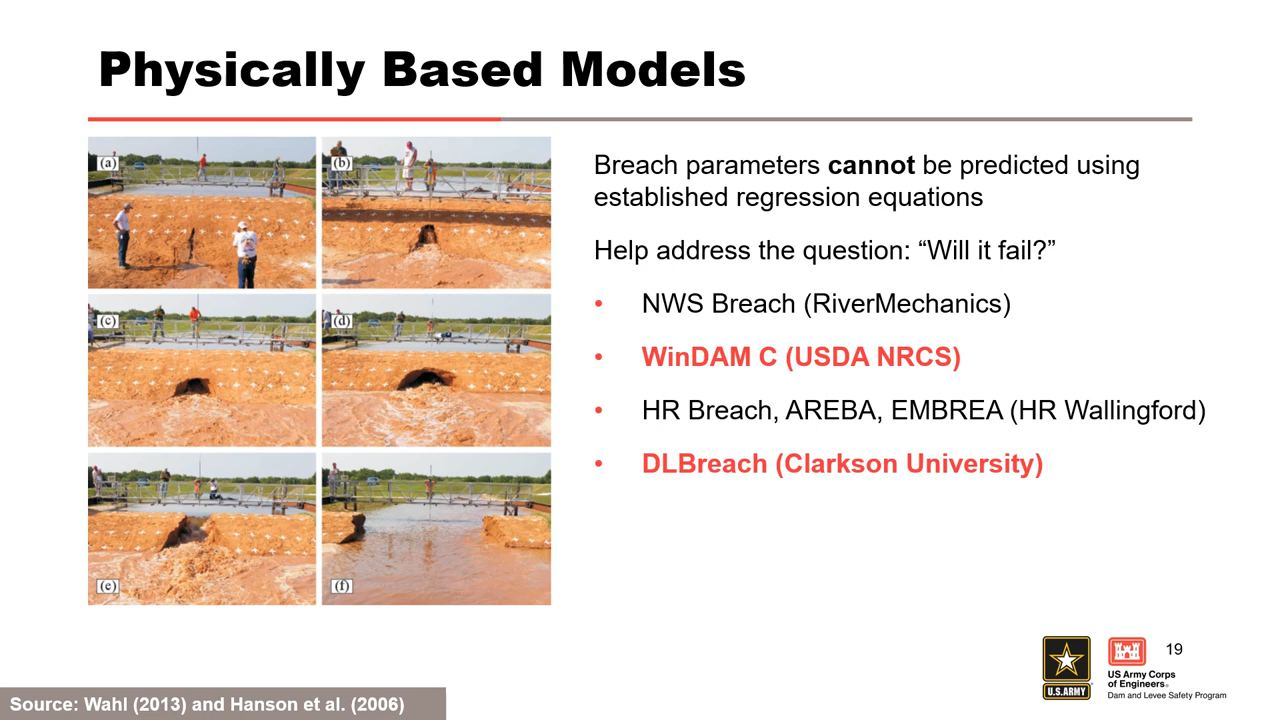 Physically Based Models
(a)
(b)
(c)
(d)
(e)
(f)
Breach parameters cannot be predicted using
established regression equations
Help address the question: “Will it fail?”
• NWS Breach (RiverMechanics)
• WinDAM C (USDA NRCS)
• HR Breach, AREBA, EMBREA (HR Wallingford)
• DLBreach (Clarkson University)
U.S.ARMY
US Army Corps
of Engineers®
Dam and Levee Safety Program
19
Source: Wahl (2013) and Hanson et al. (2006)